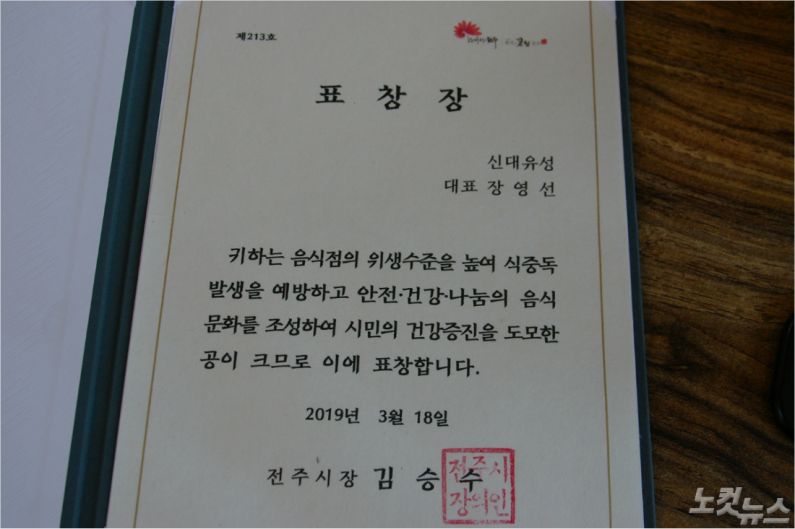 제213호
표 창 장
신대유성
대표 장 영 선
키하는 음식점의 위생수준을 높여 식중독
발생을 예방하고 안전·건강·나눔의 음식
문화를 조성하여 시민의 건강증진을 도모한
공이 크므로 이에 표창합니다.
2019년 3월 18일
전주시장 김 승 수
전주시
장의인
노컷뉴스